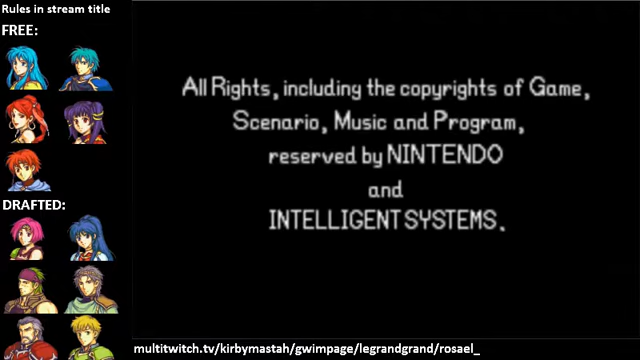 Rules in stream title
FREE:
DRAFTED:
All Rights, including the copyrights of Game,
Scenario, Music and Program,
reserved by NINTENDO
and
INTELLIGENT SYSTEMS.
multitwitch.tv/kirbymastah/gwimpage/legrandgrand/rosael_